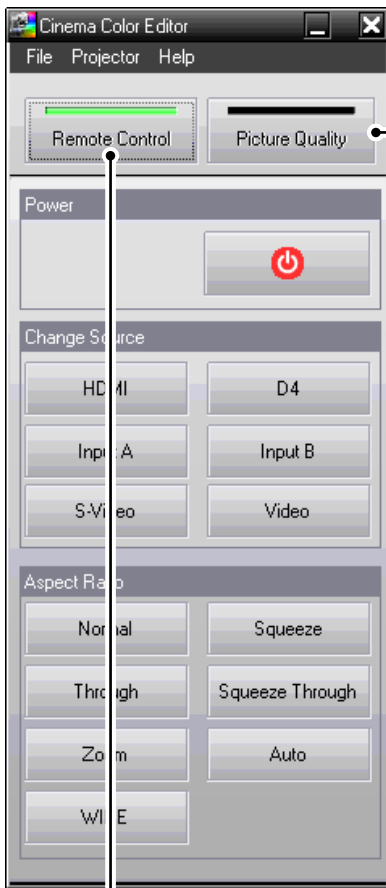 Cinema Color Editor
File Projector Help
Remote Control Picture Quality
Power
Change Source
HDMI D4
Input A Input B
S-Video Video
Aspect Ratio
Normal Squeeze
Through Squeeze Through
Zoom Auto
WIDE